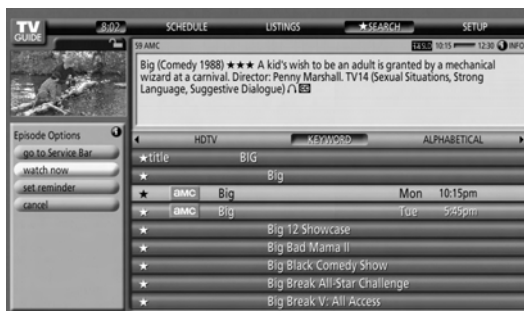 TV GUIDE 8:02 SCHEDULE LISTINGS ★SEARCH SETUP
59 AMC 10:15 12:30 INFO
Big (Comedy 1988) ★★★ A kid's wish to be an adult is granted by a mechanical
wizard at a carnival. Director: Penny Marshall. TV14 (Sexual Situations, Strong
Language, Suggestive Dialogue)
Episode Options
go to Service Bar
watch now
set reminder
cancel
HDTV KEYWORD ALPHABETICAL
★title BIG
★ Big
★ amc Big Mon 10:15pm
★ amc Big Tue 5:45pm
★ Big 12 Showcase
★ Big Bad Mama II
★ Big Black Comedy Show
★ Big Break All-Star Challenge
★ Big Break V: All Access